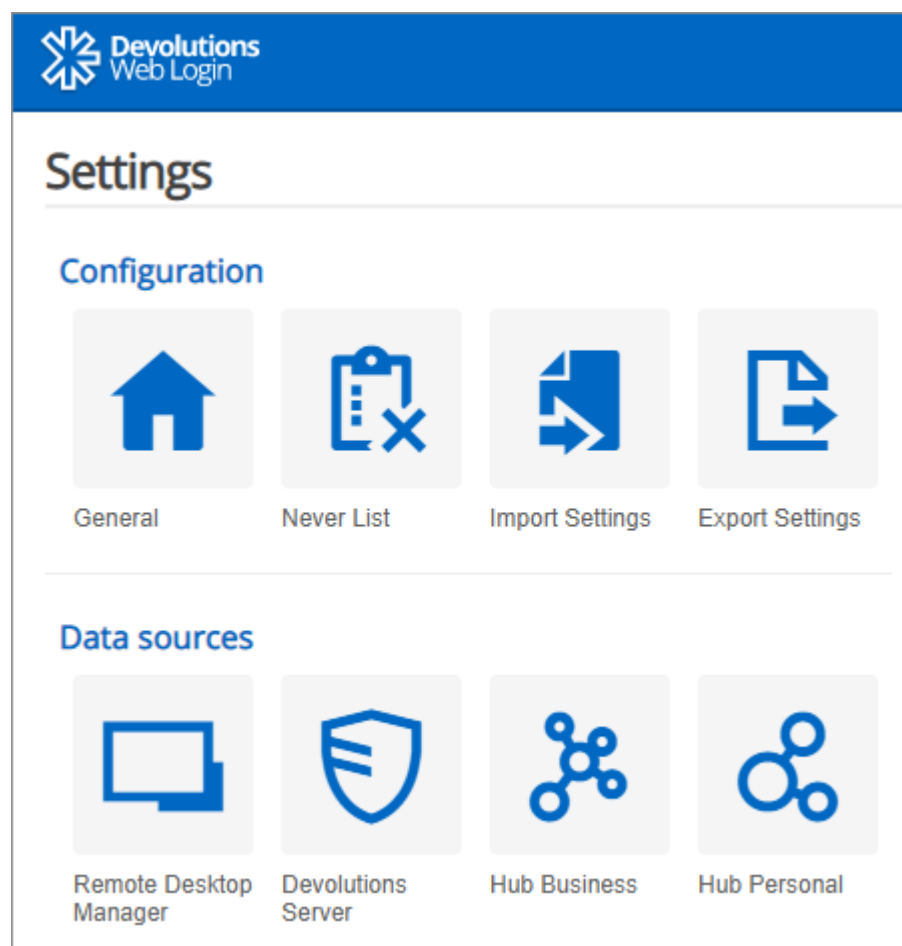 Devolutions
Web Login
Settings
Configuration
General
Never List
Import Settings
Export Settings
Data sources
Remote Desktop
Manager
Devolutions
Server
Hub Business
Hub Personal